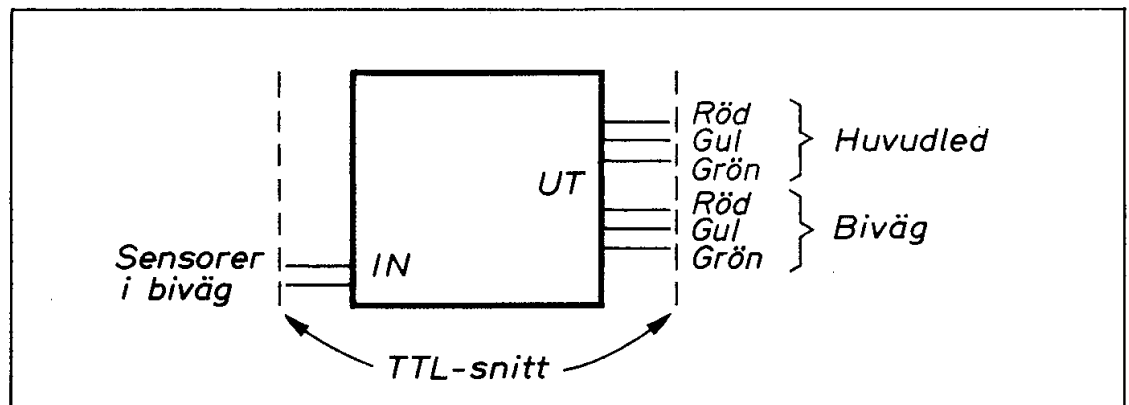 Röd
Gul
Grön
Huvudled
UT
Röd
Gul
Grön
Biväg
Sensorer
i biväg
IN
TTL-snitt